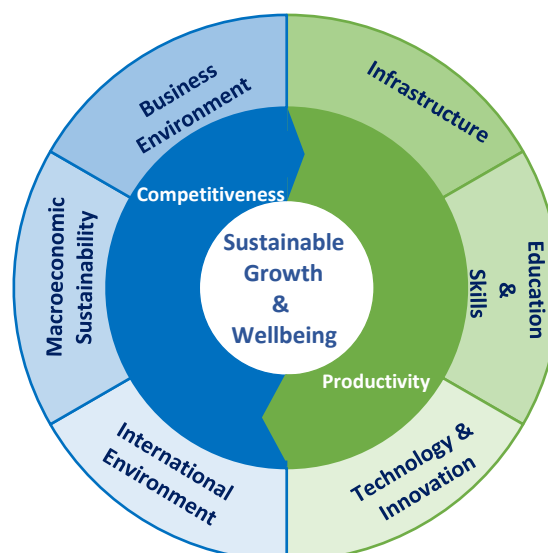 Business
Environment
Infrastructure
Competitiveness
Macroeconomic
Sustainability
Sustainable
Growth
&
Wellbeing
Education
&
Skills
Productivity
International
Environment
Technology &
Innovation